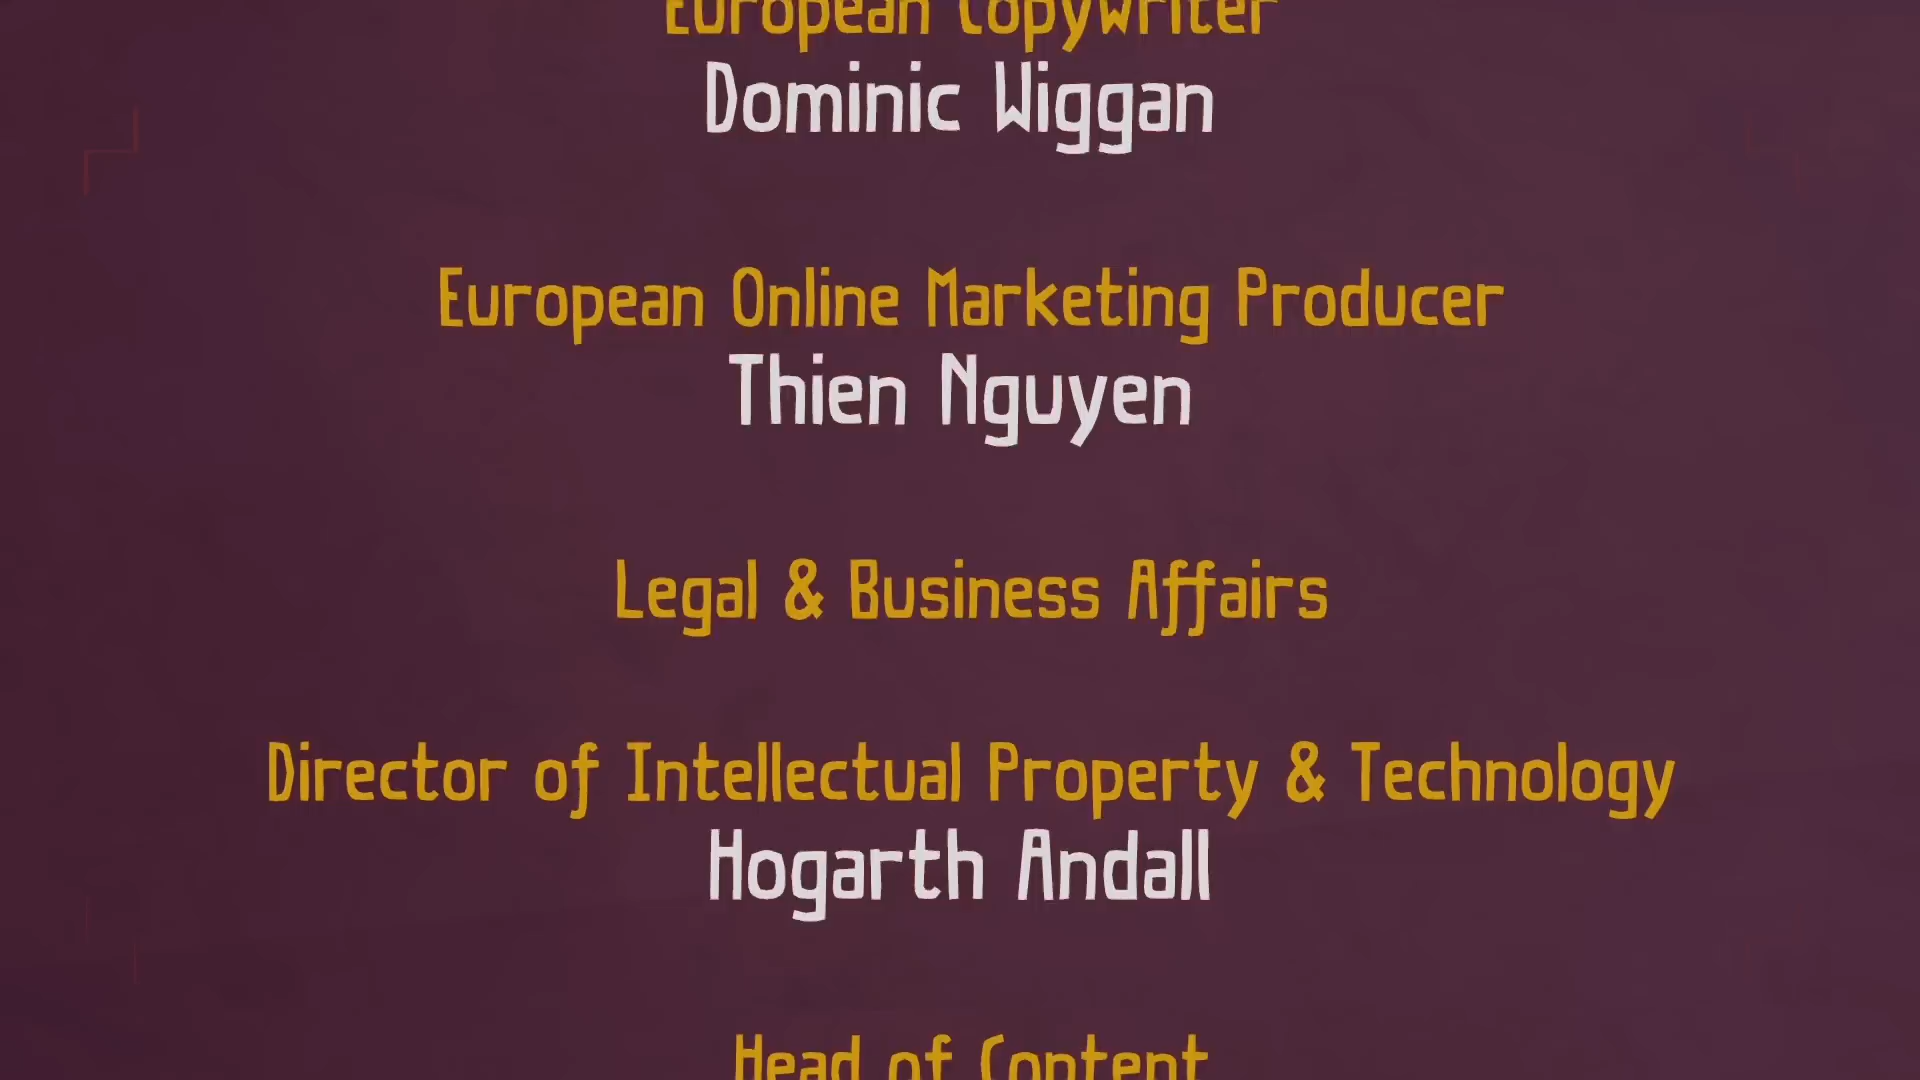 European Copywriter
Dominic Wiggan
European Online Marketing Producer
Thien Nguyen
Legal & Business Affairs
Director of Intellectual Property & Technology
Hogarth Andall
Head of Content